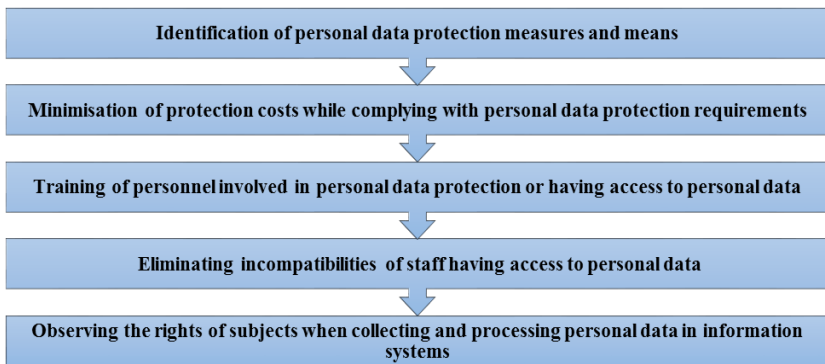 Identification of personal data protection measures and means
Minimisation of protection costs while complying with personal data protection requirements
Training of personnel involved in personal data protection or having access to personal data
Eliminating incompatibilities of staff having access to personal data
Observing the rights of subjects when collecting and processing personal data in information
systems